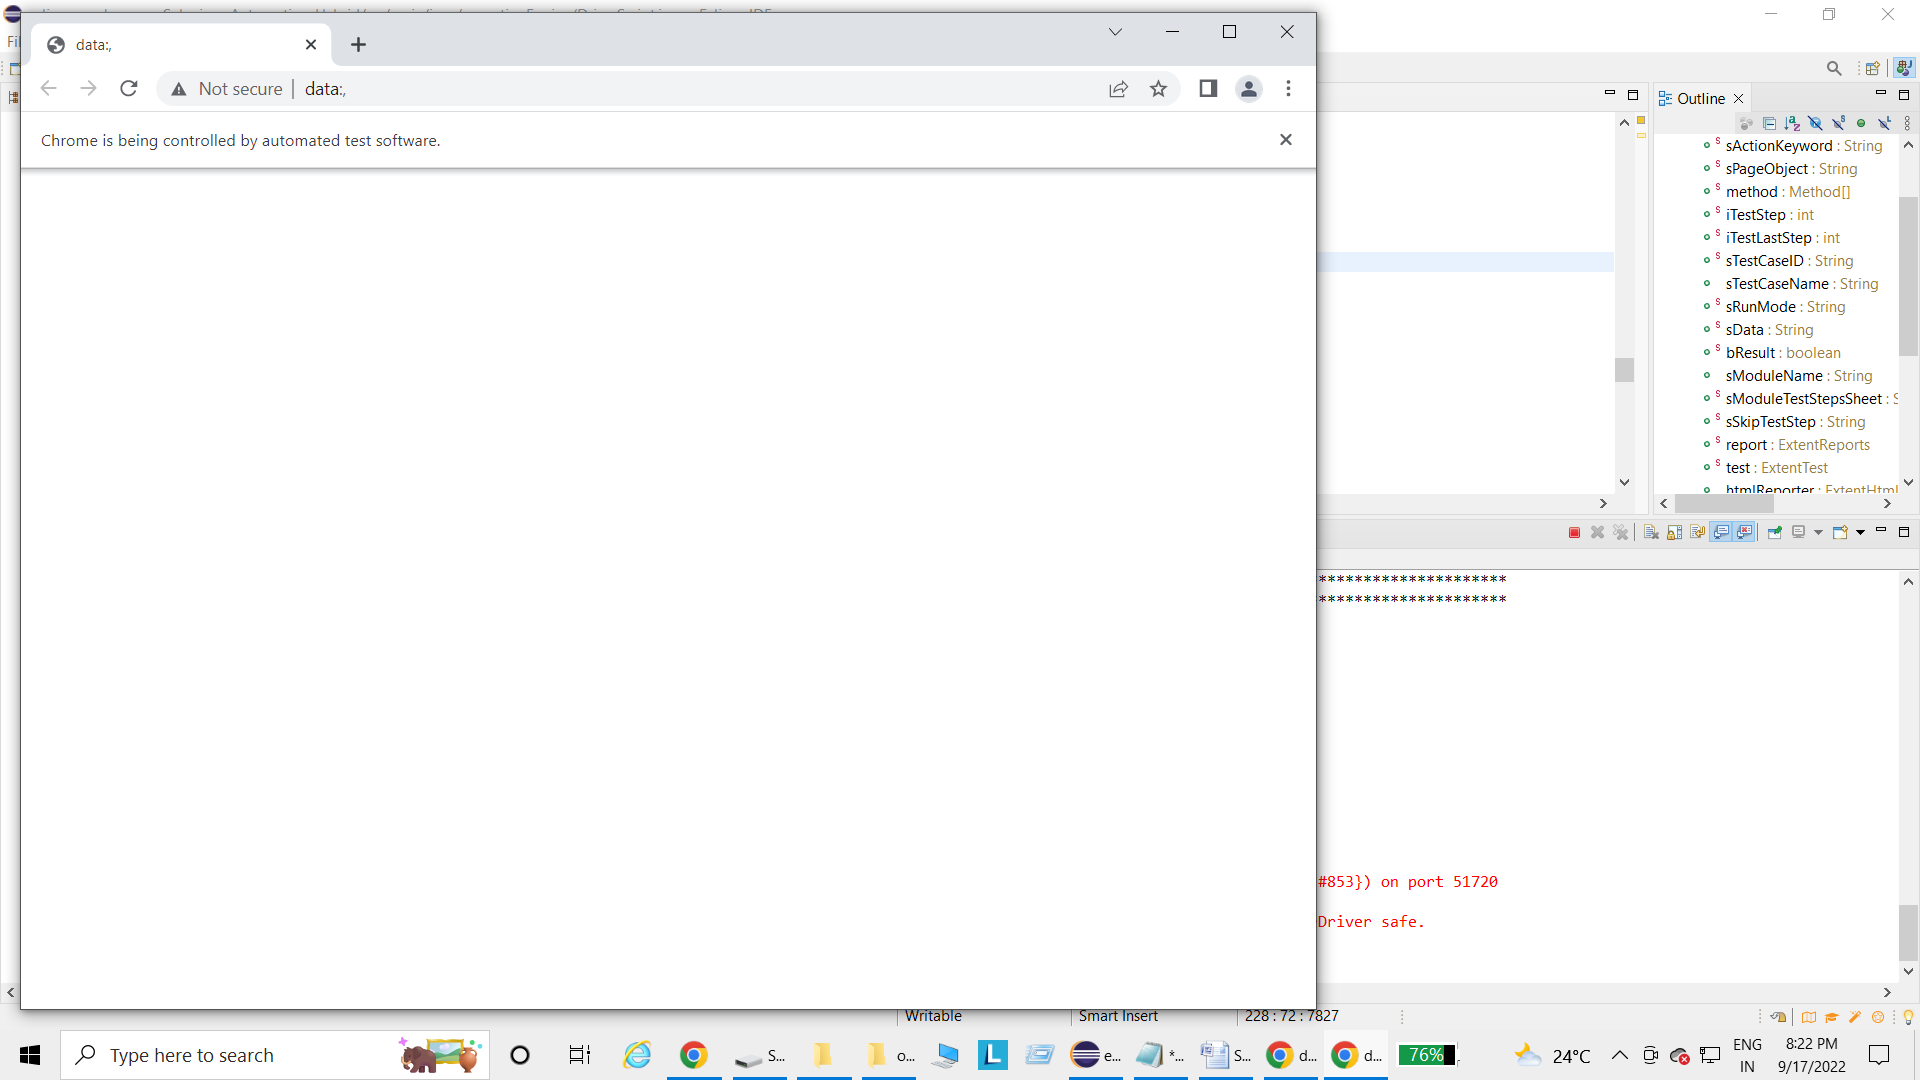 data:,
Not secure
data:,
Chrome is being controlled by automated test software.
Outline
sActionKeyword : String
sPageObject : String
method : Method[]
iTestStep : int
iTestLastStep : int
sTestCaseID : String
sTestCaseName : String
sRunMode : String
sData : String
bResult : boolean
sModuleName : String
sModuleTestStepsSheet : S
sSkipTestStep : String
report : ExtentReports
test : ExtentTest
htmlReporter : ExtentHtml
*********************
*********************
#853}) on port 51720
Driver safe.
Writable
Smart Insert
228 : 72 : 7827
Type here to search
S...
o...
L
e...
*...
S...
d...
d...
76%
24°C
ENG
IN
8:22 PM
9/17/2022